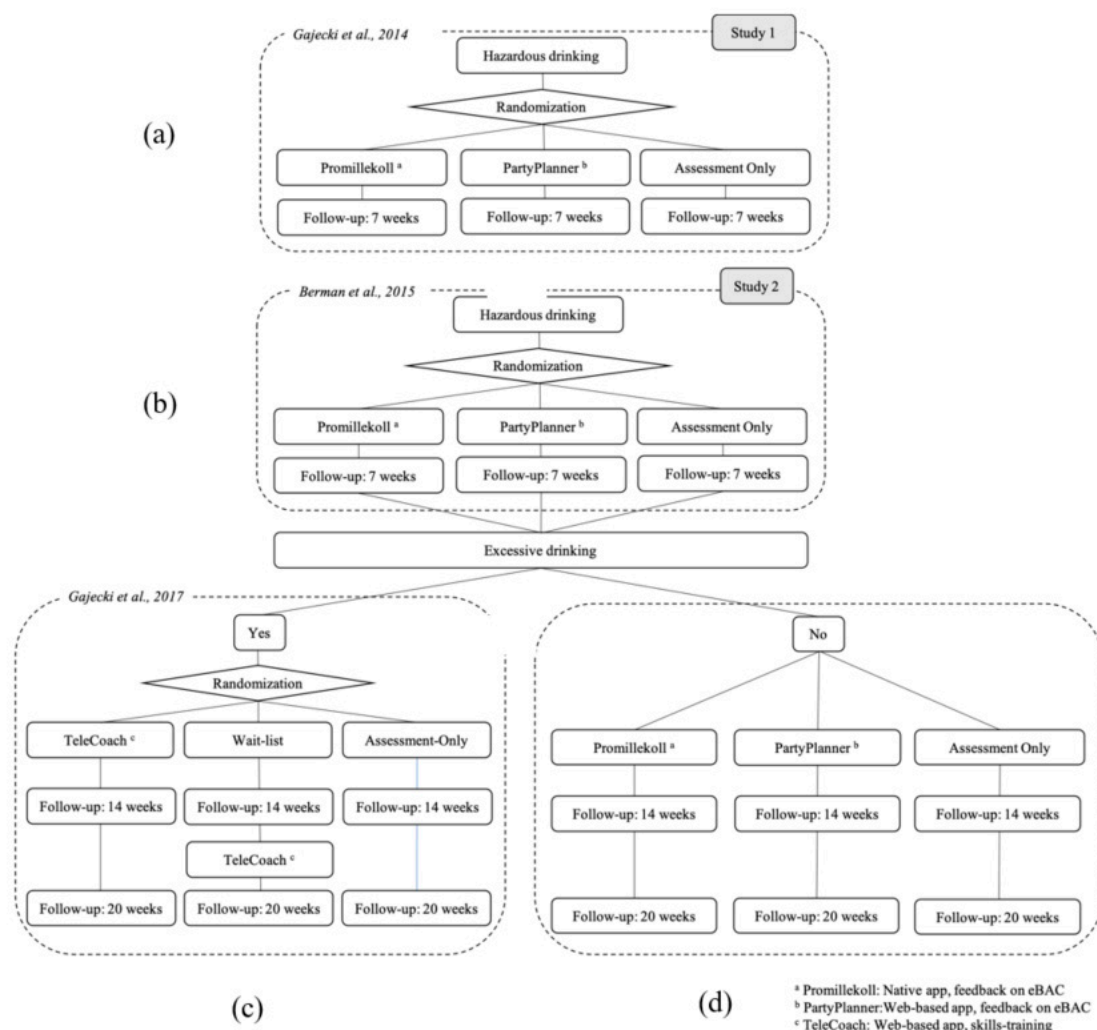 Gajecki et al., 2014
Study 1
Hazardous drinking
Randomization
(a)
Promillekoll ᵃ
PartyPlanner ᵇ
Assessment Only
Follow-up: 7 weeks
Follow-up: 7 weeks
Follow-up: 7 weeks
Berman et al., 2015
Study 2
Hazardous drinking
Randomization
(b)
Promillekoll ᵃ
PartyPlanner ᵇ
Assessment Only
Follow-up: 7 weeks
Follow-up: 7 weeks
Follow-up: 7 weeks
Excessive drinking
Gajecki et al., 2017
Yes
Randomization
TeleCoach ᶜ
Wait-list
Assessment-Only
Follow-up: 14 weeks
Follow-up: 14 weeks
Follow-up: 14 weeks
TeleCoach ᶜ
Follow-up: 20 weeks
Follow-up: 20 weeks
Follow-up: 20 weeks
(c)
No
Promillekoll ᵃ
PartyPlanner ᵇ
Assessment Only
Follow-up: 14 weeks
Follow-up: 14 weeks
Follow-up: 14 weeks
Follow-up: 20 weeks
Follow-up: 20 weeks
Follow-up: 20 weeks
(d)
ᵃ Promillekoll: Native app, feedback on eBAC
ᵇ PartyPlanner:Web-based app, feedback on eBAC
ᶜ TeleCoach: Web-based app, skills-training